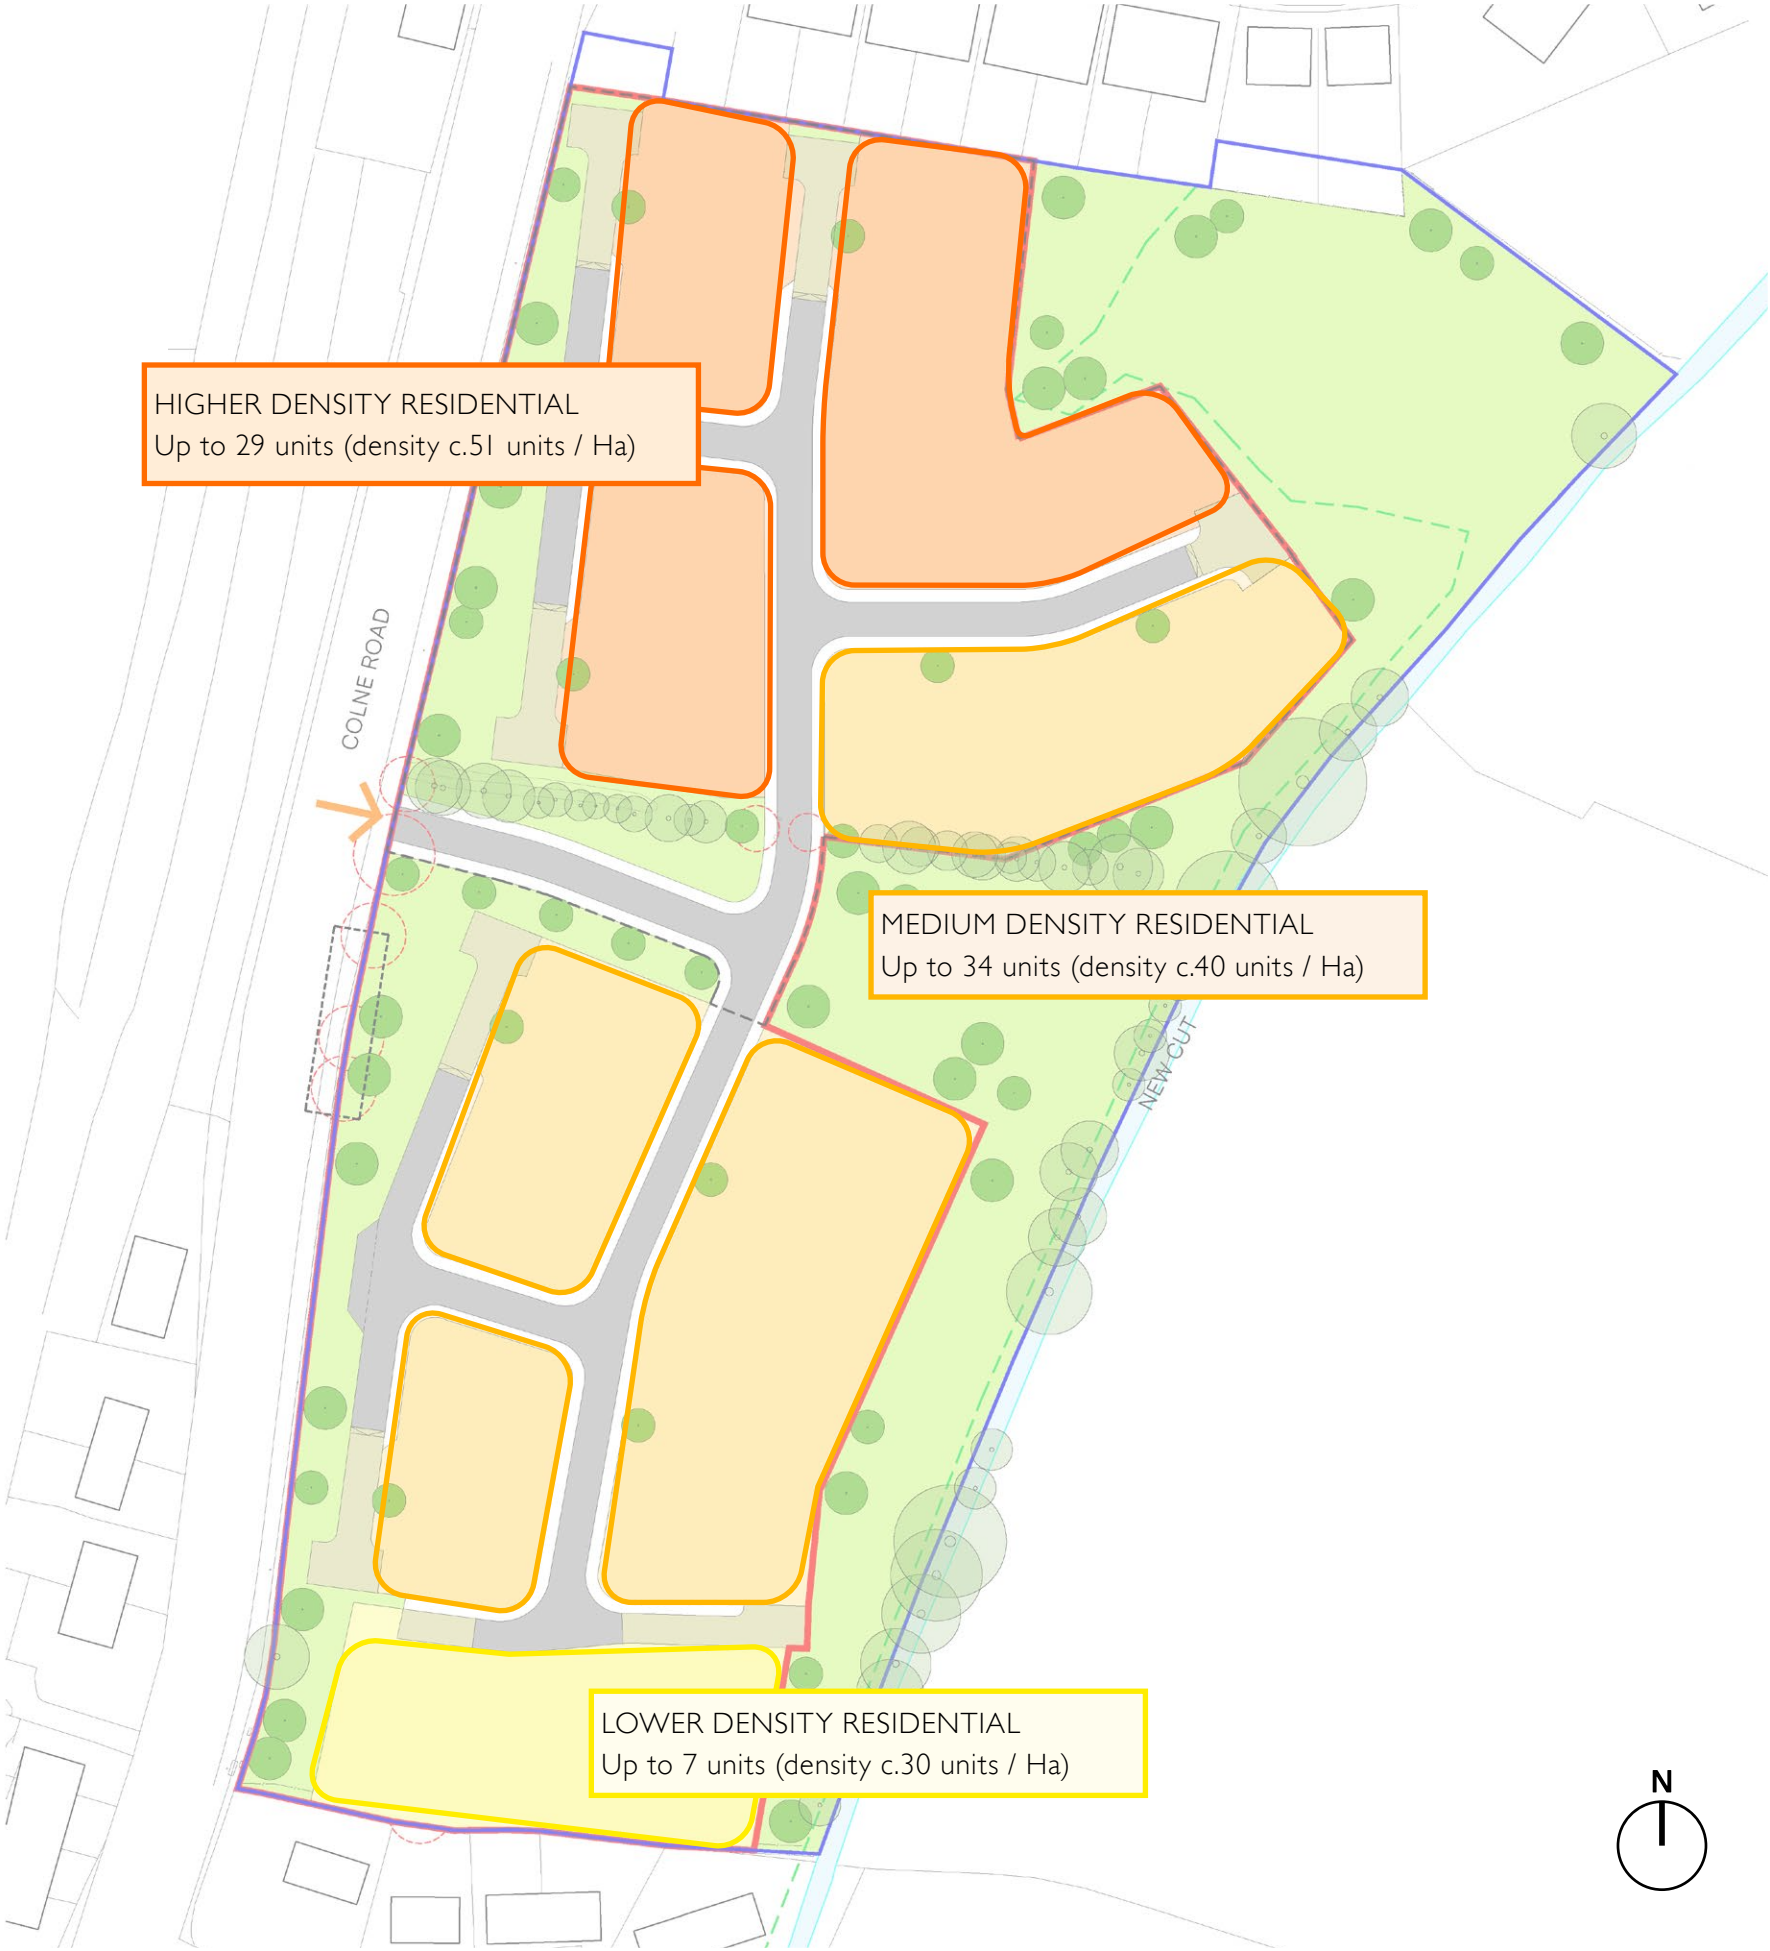 HIGHER DENSITY RESIDENTIAL
Up to 29 units (density c.51 units / Ha)
COLNE ROAD
MEDIUM DENSITY RESIDENTIAL
Up to 34 units (density c.40 units / Ha)
NEW CUT
LOWER DENSITY RESIDENTIAL
Up to 7 units (density c.30 units / Ha)
N